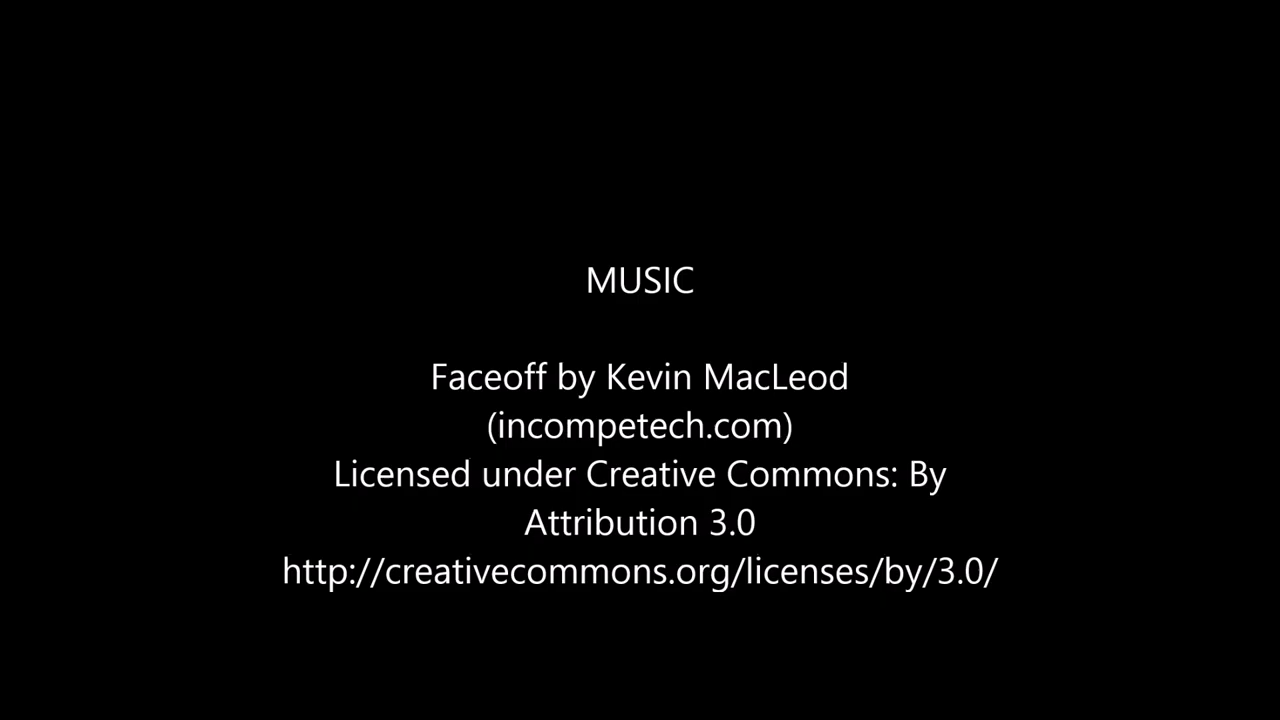 MUSIC
Faceoff by Kevin MacLeod
(incompetech.com)
Licensed under Creative Commons: By
Attribution 3.0
http://creativecommons.org/licenses/by/3.0/